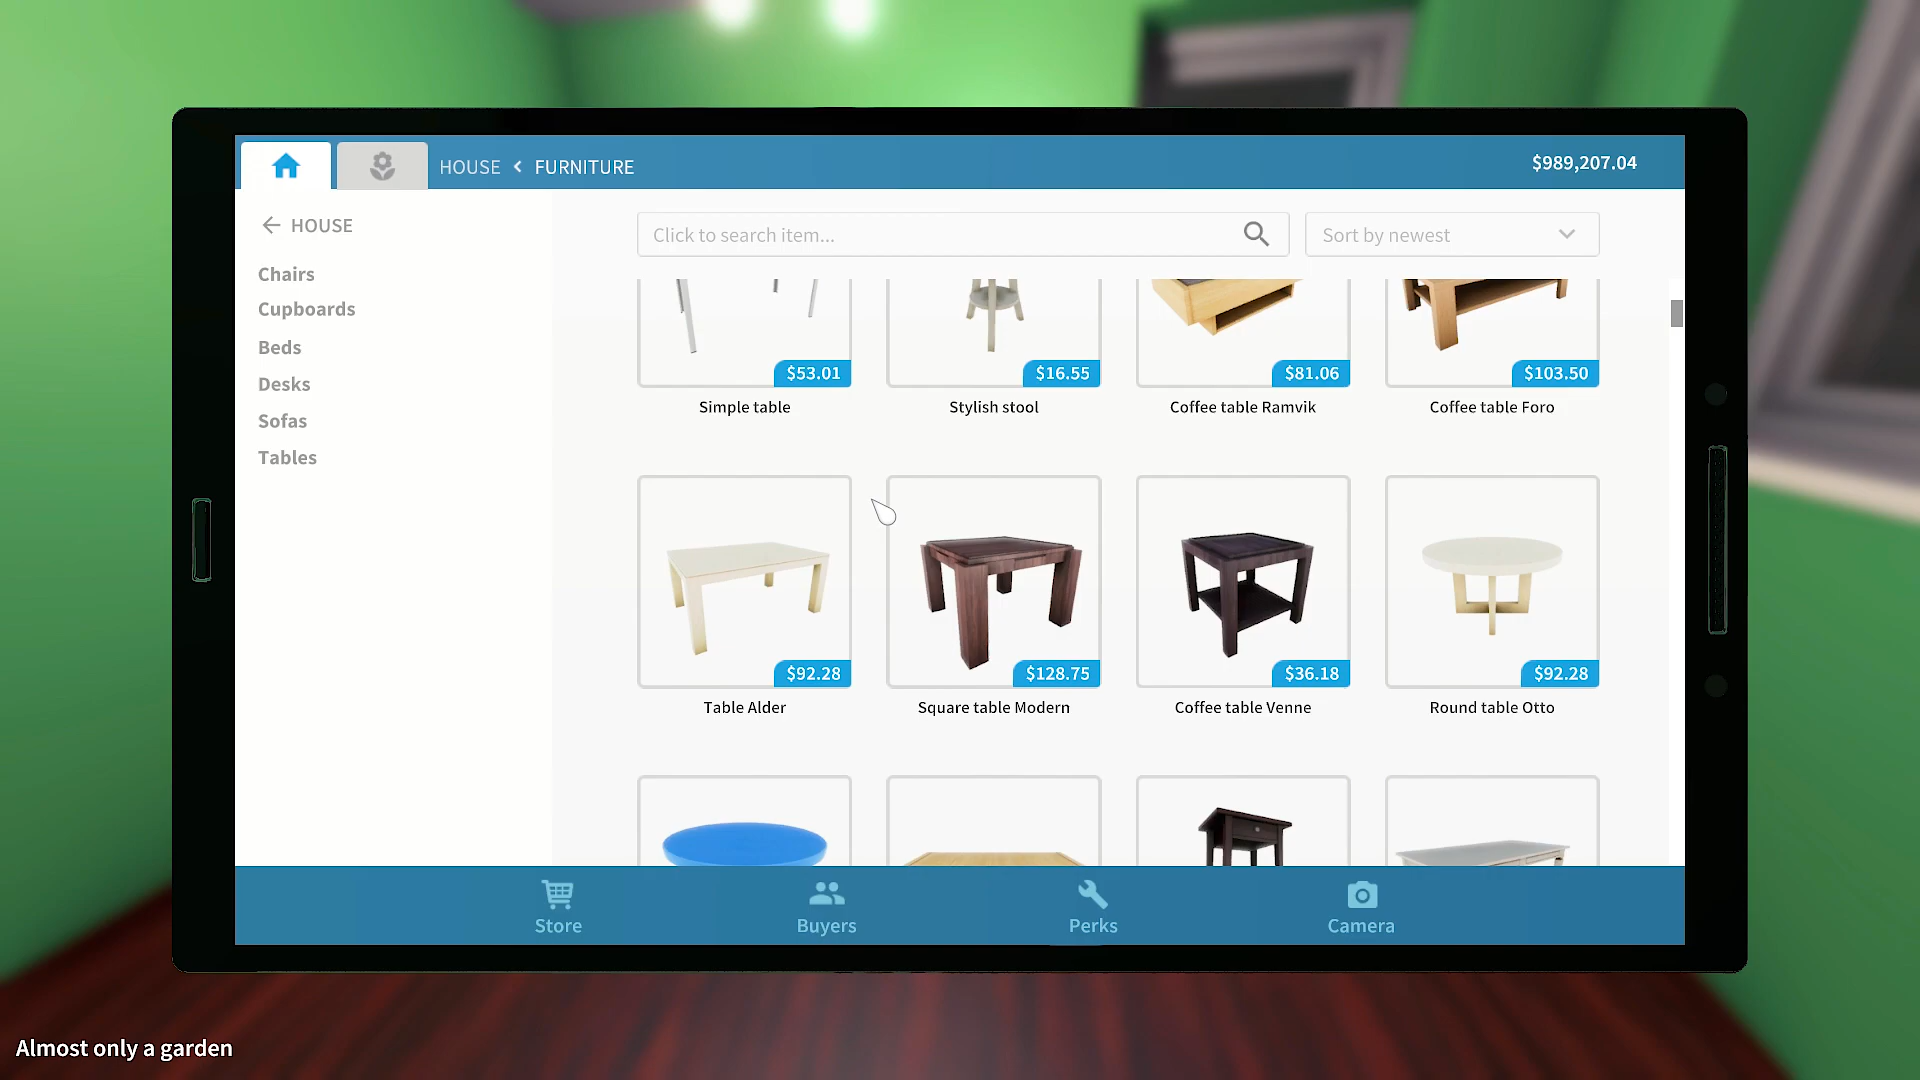 HOUSE < FURNITURE
$989,207.04
HOUSE
Click to search item...
Sort by newest
Chairs
Cupboards
Beds
Desks
Sofas
Tables
$53.01
$16.55
$81.06
$103.50
Simple table
Stylish stool
Coffee table Ramvik
Coffee table Foro
$92.28
$128.75
$36.18
$92.28
Table Alder
Square table Modern
Coffee table Venne
Round table Otto
Store
Buyers
Perks
Camera
Almost only a garden